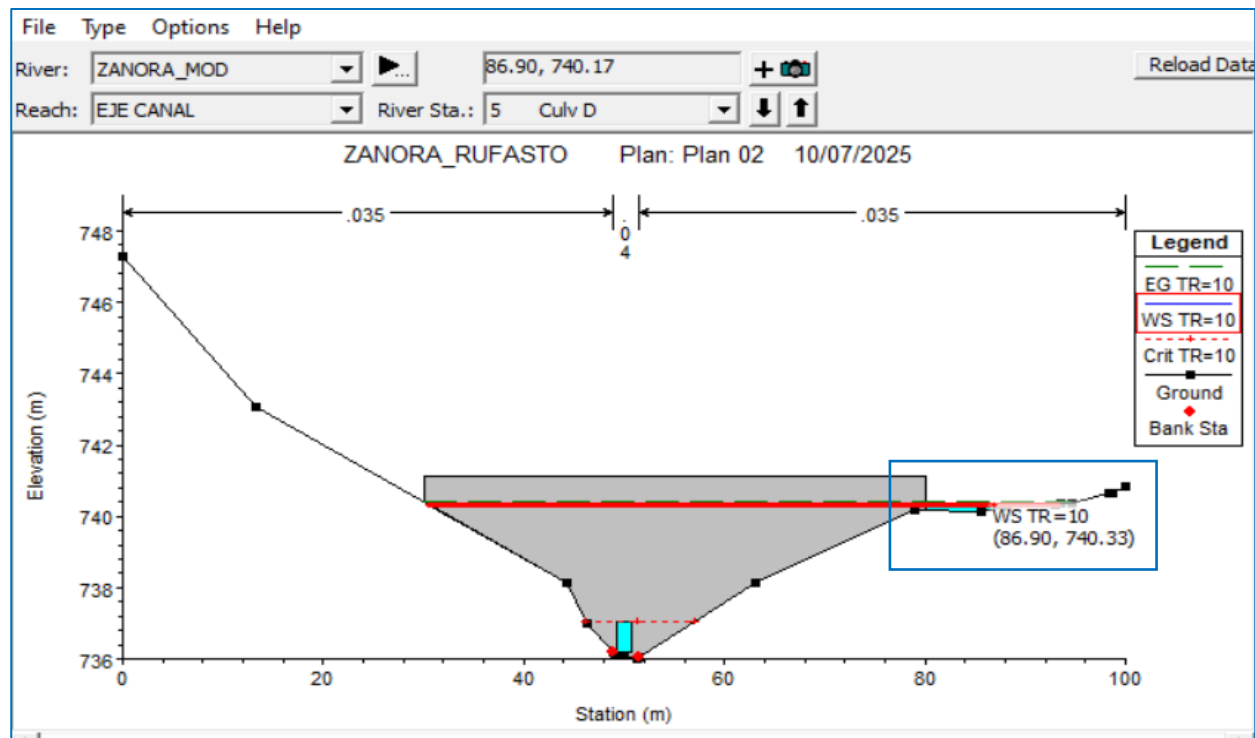 File Type Options Help
River: ZANORA_MOD 86.90, 740.17 Reload Data
Reach: EJE CANAL River Sta.: 5 Culv D
ZANORA_RUFASTO Plan: Plan 02 10/07/2025
.035 .04 .035
Legend
EG TR=10
WS TR=10
Crit TR=10
Ground
Bank Sta
748
746
744
742
740
738
736
Elevation (m)
WS TR=10
(86.90, 740.33)
0 20 40 60 80 100
Station (m)